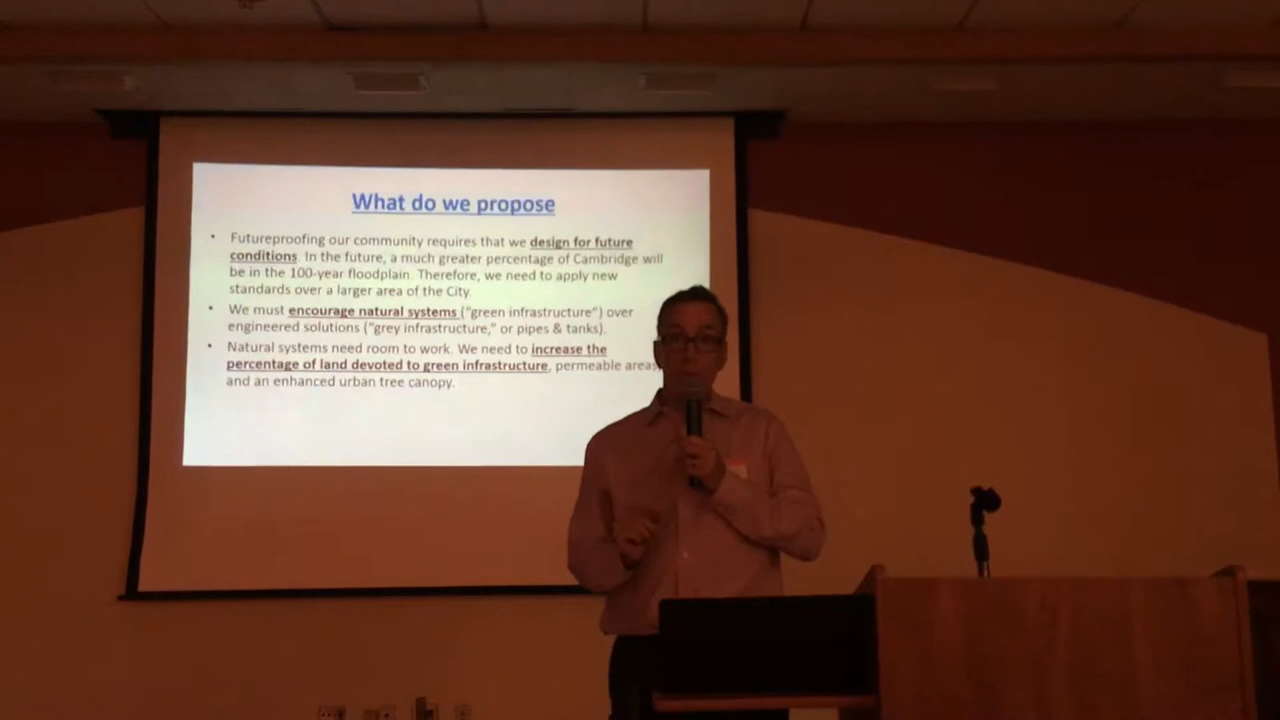 What do we propose
• Futureproofing our community requires that we design for future
conditions. In the future, a much greater percentage of Cambridge will
be in the 100-year floodplain. Therefore, we need to apply new
standards over a larger area of the City.
• We must encourage natural systems ("green infrastructure") over
engineered solutions ("grey infrastructure," or pipes & tanks).
• Natural systems need room to work. We need to increase the
percentage of land devoted to green infrastructure, permeable areas,
and an enhanced urban tree canopy.